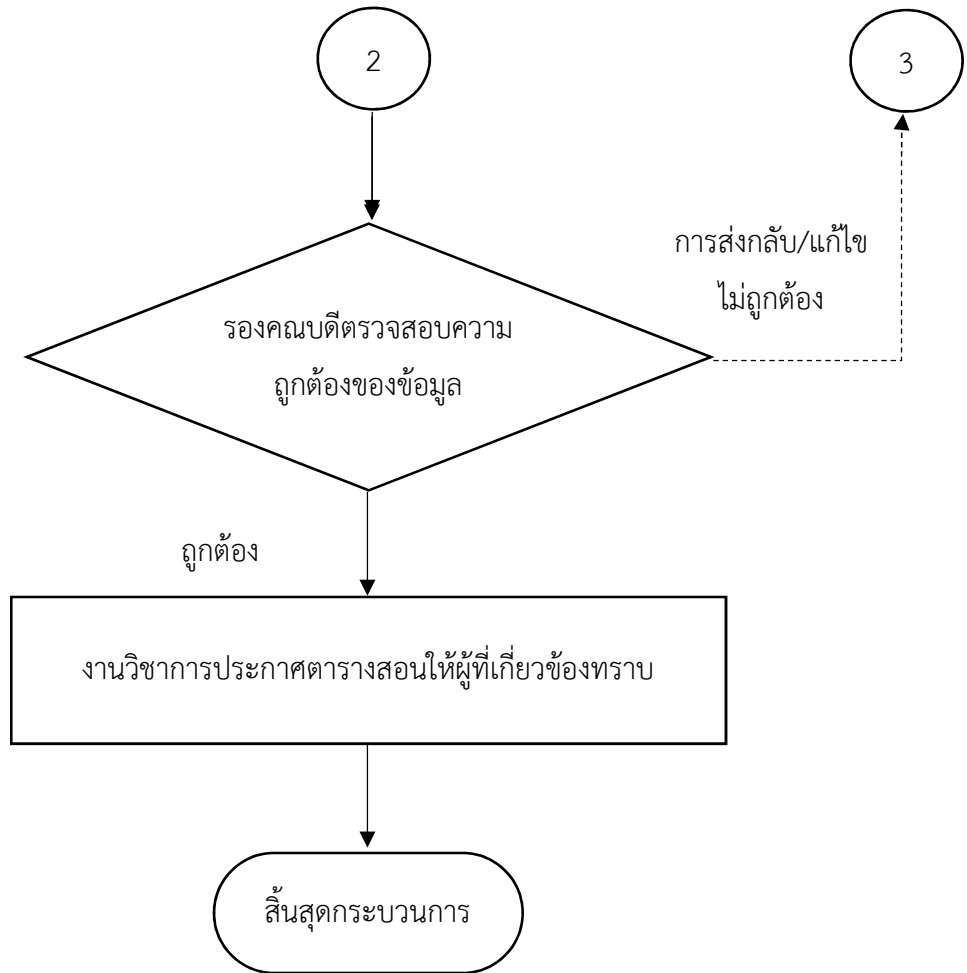 2
3
การส่งกลับ/แก้ไข
ไม่ถูกต้อง
รองคณบดีตรวจสอบความ
ถูกต้องของข้อมูล
ถูกต้อง
งานวิชาการประกาศตารางสอนให้ผู้ที่เกี่ยวข้องทราบ
สิ้นสุดกระบวนการ